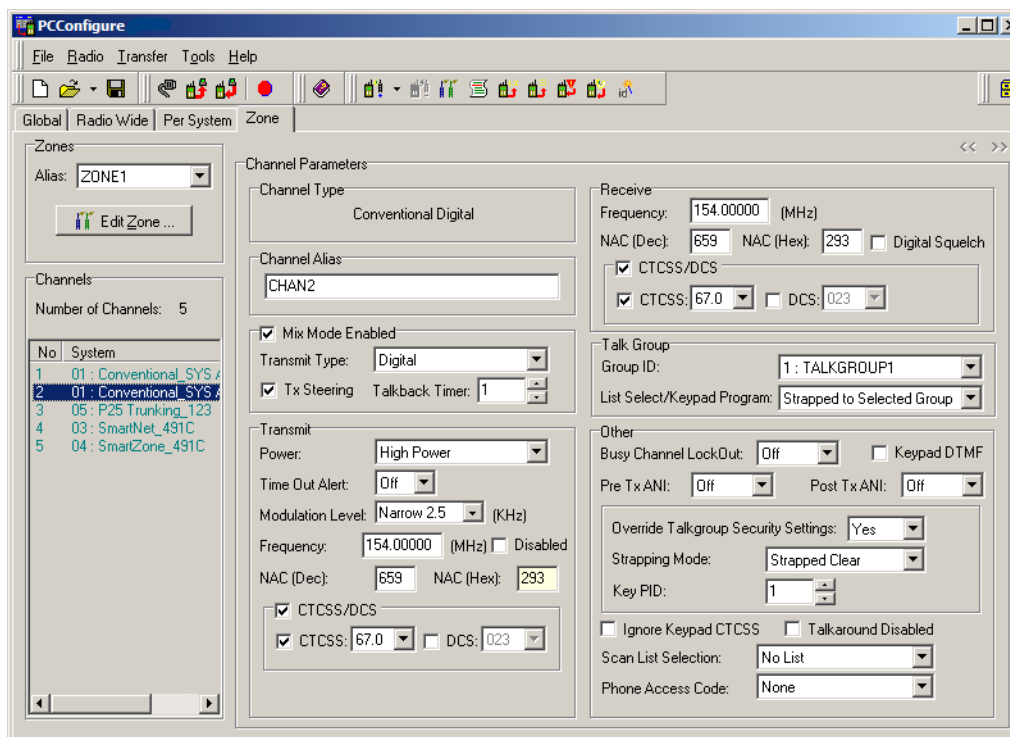 PCConfigure
File Radio Transfer Tools Help
id
Global Radio Wide Per System Zone
<< >>
Zones
Alias: ZONE1
Edit Zone ...
Channels
Number of Channels: 5
No System
1 01 : Conventional_SYS
2 01 : Conventional_SYS
3 05 : P25 Trunking_123
4 03 : SmartNet_491C
5 04 : SmartZone_491C
Channel Parameters
Channel Type
Conventional Digital
Channel Alias
CHAN2
Mix Mode Enabled
Transmit Type: Digital
Tx Steering Talkback Timer: 1
Transmit
Power: High Power
Time Out Alert: Off
Modulation Level: Narrow 2.5 (KHz)
Frequency: 154.00000 (MHz) Disabled
NAC (Dec): 659 NAC (Hex): 293
CTCSS/DCS
CTCSS: 67.0 DCS: 023
Receive
Frequency: 154.00000 (MHz)
NAC (Dec): 659 NAC (Hex): 293 Digital Squelch
CTCSS/DCS
CTCSS: 67.0 DCS: 023
Talk Group
Group ID: 1 : TALKGROUP1
List Select/Keypad Program: Strapped to Selected Group
Other
Busy Channel LockOut: Off Keypad DTMF
Pre Tx ANI: Off Post Tx ANI: Off
Override Talkgroup Security Settings: Yes
Strapping Mode: Strapped Clear
Key PID: 1
Ignore Keypad CTCSS Talkaround Disabled
Scan List Selection: No List
Phone Access Code: None